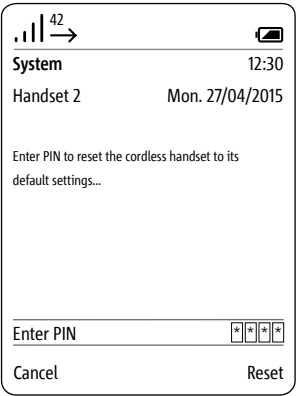 42
System 12:30
Handset 2 Mon. 27/04/2015
Enter PIN to reset the cordless handset to its
default settings...
Enter PIN * * * *
Cancel Reset